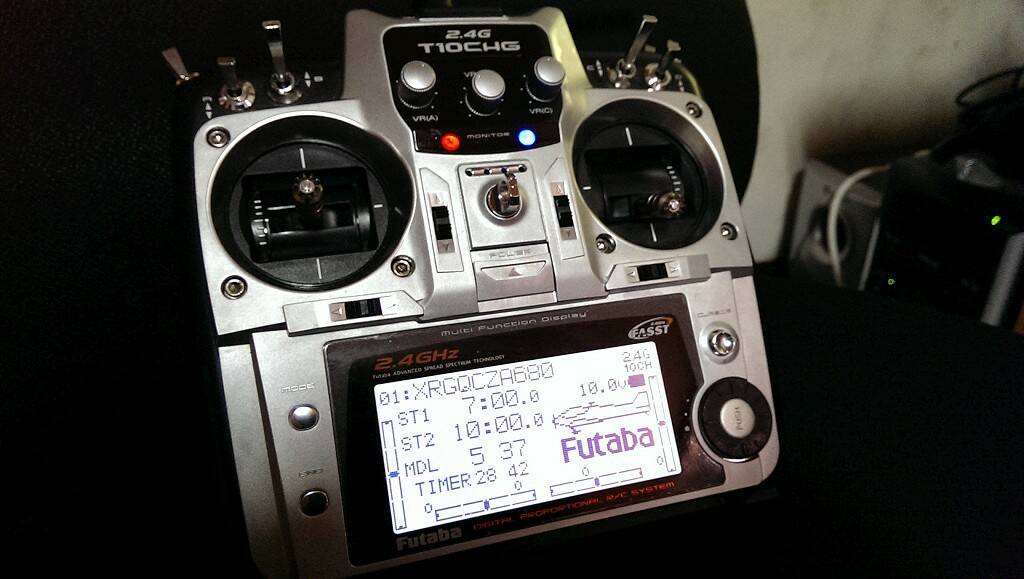 2.4G
T10CHG
VR(A)
VR(C)
MONITOR
POWER
Multi Function Display
2.4GHz
Futaba ADVANCED SPREAD SPECTRUM TECHNOLOGY
FASST
CURSOR
MODE
END
PUSH
2.4G
10CH
01:XRGQCZA680
10.0v
ST1 7:00.0
ST2 10:00.0
MDL 5 37
TIMER 28 42
Futaba
0
0
0
0
Futaba
DIGITAL PROPORTIONAL R/C SYSTEM